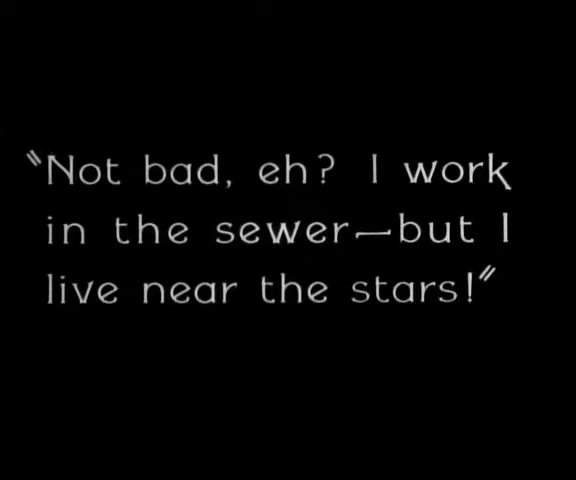 "Not bad, eh? I work
in the sewer—but I
live near the stars!"